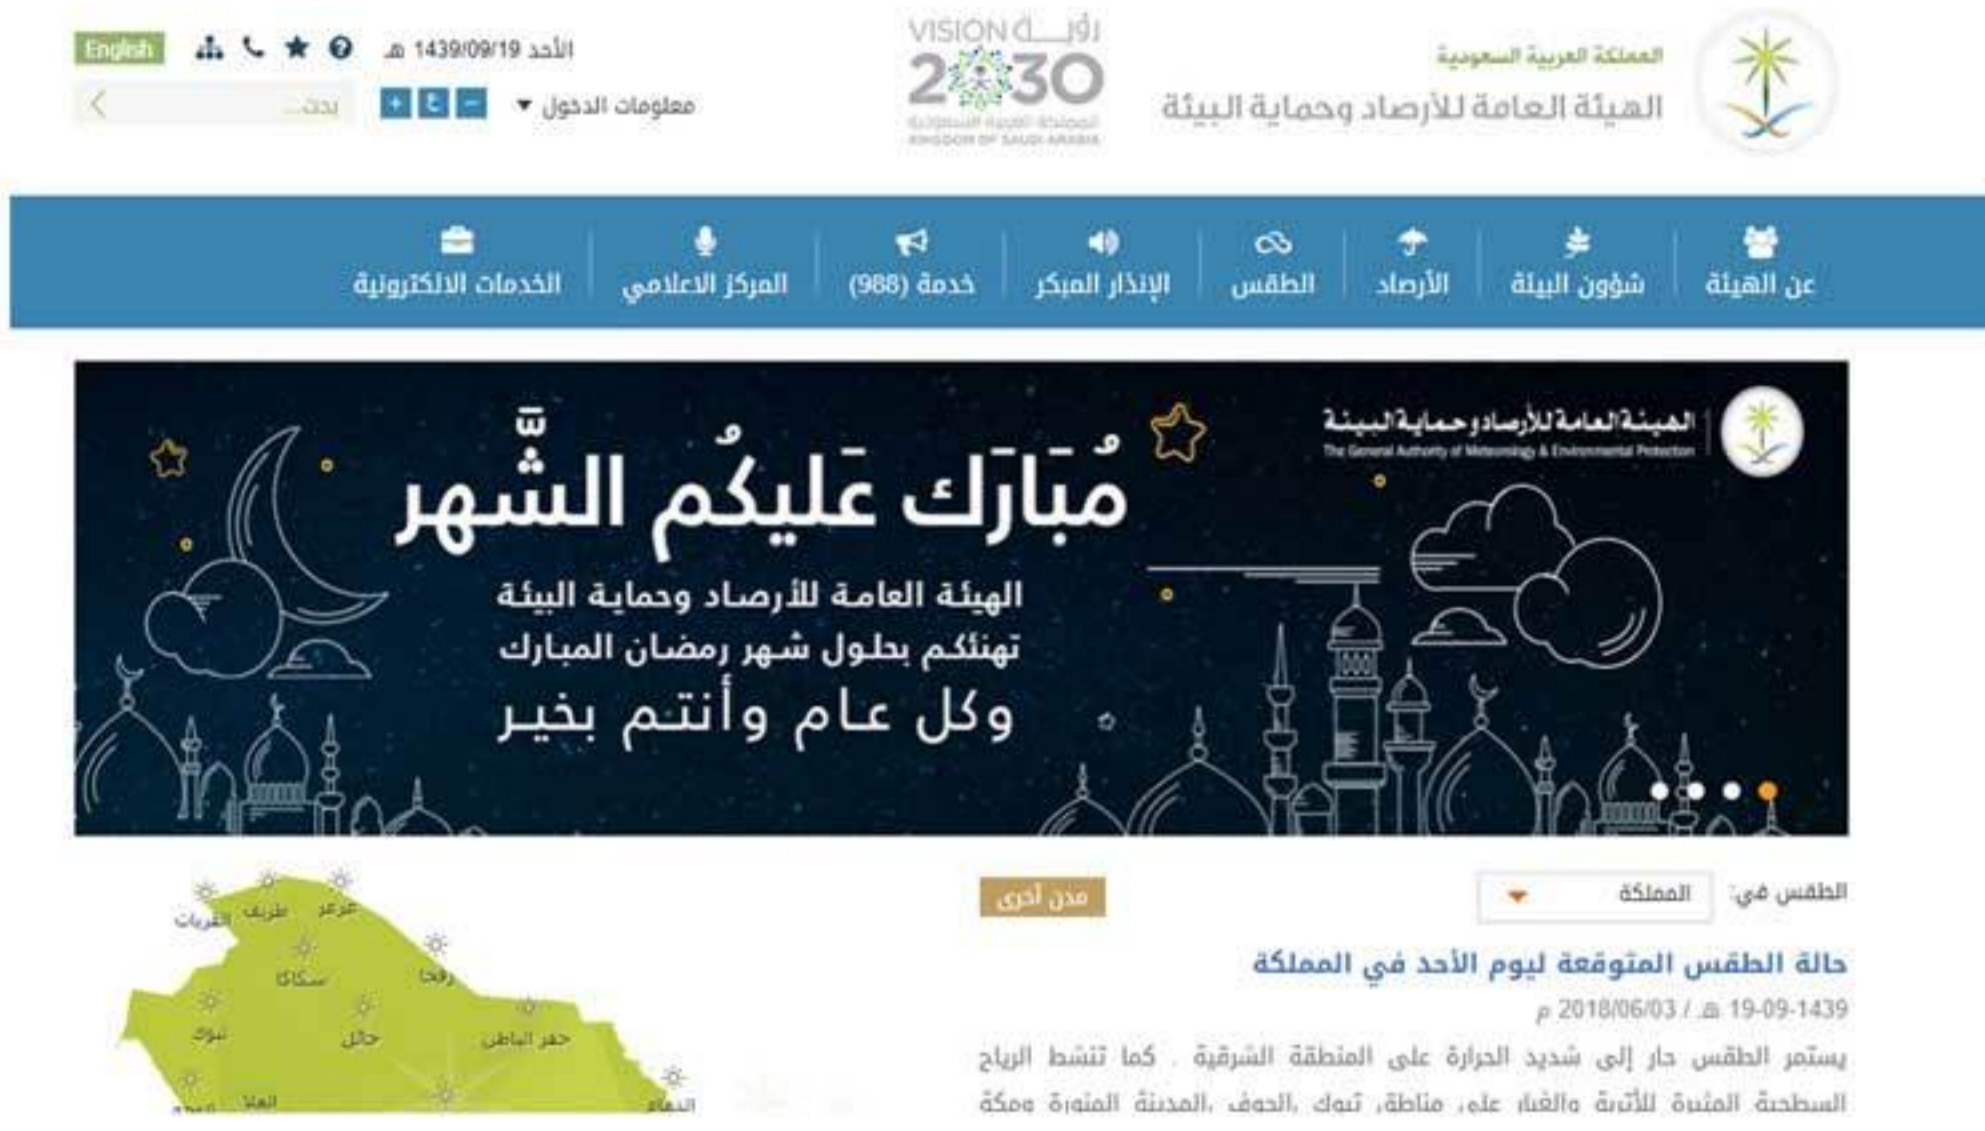 المملكة العربية السعودية
الهيئة العامة للأرصاد وحماية البيئة
VISION رؤيــــة
2030
المملكة العربية السعودية
KINGDOM OF SAUDI ARABIA
الأحد 1439/09/19 هـ
English
معلومات الدخول
بحث...
عن الهيئة
شؤون البيئة
الأرصاد
الطقس
الإنذار المبكر
خدمة (988)
المركز الاعلامي
الخدمات الالكترونية
الهيئة العامة للأرصاد وحماية البيئة
The General Authority of Meteorology & Environmental Protection
مُبَارَك عَليكُم الشَّهر
الهيئة العامة للأرصاد وحماية البيئة
تهنئكم بحلول شهر رمضان المبارك
وكل عام وأنتم بخير
الطقس في:
المملكة
مدن أخرى
حالة الطقس المتوقعة ليوم الأحد في المملكة
19-09-1439 هـ / 2018/06/03 م
يستمر الطقس حار إلى شديد الحرارة على المنطقة الشرقية . كما تنشط الرياح
السطحية المثيرة للأتربة والغبار على مناطق تبوك ،الجوف ،المدينة المنورة ومكة
عرعر
طريف
القريات
سكاكا
رفحا
تبوك
حائل
حفر الباطن
العلا
الدمام